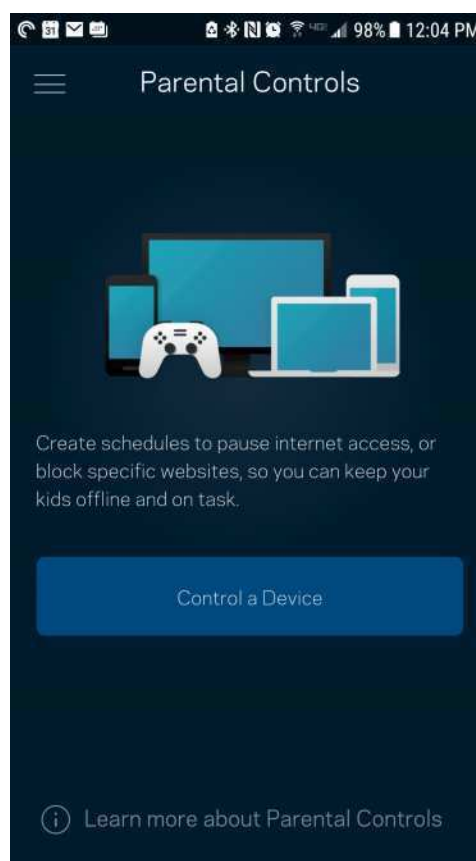 31 98% 12:04 PM
Parental Controls
Create schedules to pause internet access, or
block specific websites, so you can keep your
kids offline and on task.
Control a Device
Learn more about Parental Controls